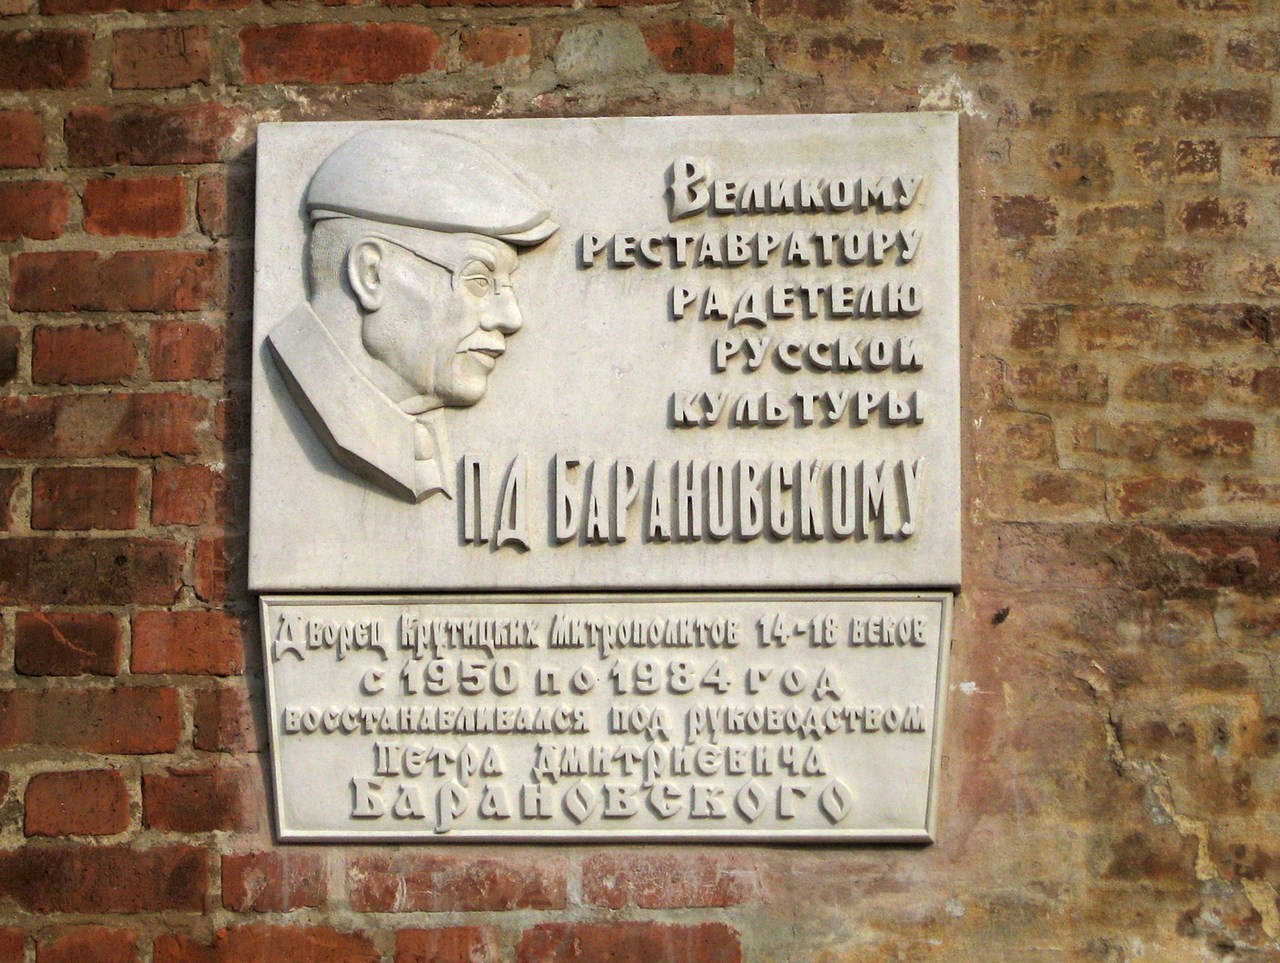 Великому
реставратору
радетелю
русской
культуры
П Д Барановскому
Дворец Крутицких Митрополитов 14-18 веков
с 1950 по 1984 год
восстанавливался под руководством
Петра Дмитриевича
Барановского